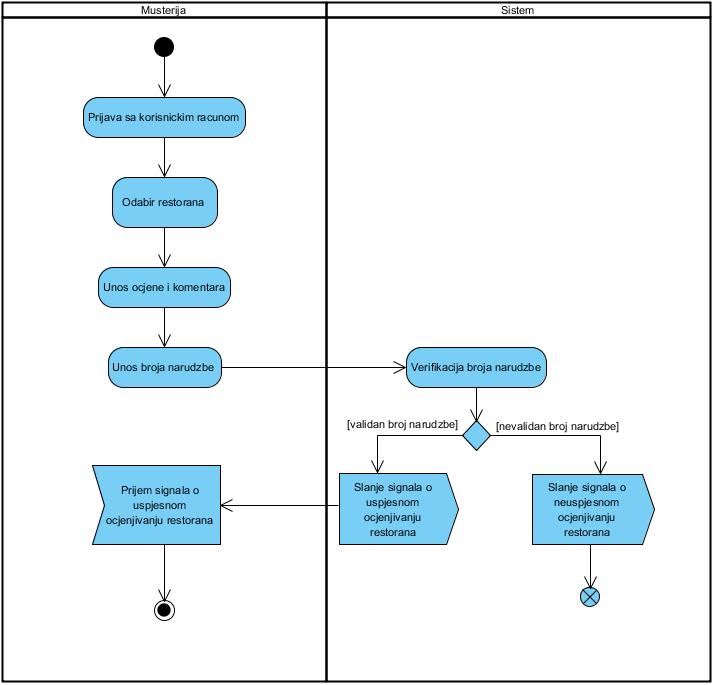 Musterija
Sistem
Prijava sa korisnickim racunom
Odabir restorana
Unos ocjene i komentara
Unos broja narudzbe
Verifikacija broja narudzbe
[validan broj narudzbe]
[nevalidan broj narudzbe]
Prijem signala o
uspjesnom
ocjenjivanju restorana
Slanje signala o
uspjesnom
ocjenjivanju
restorana
Slanje signala o
neuspjesnom
ocjenjivanju
restorana